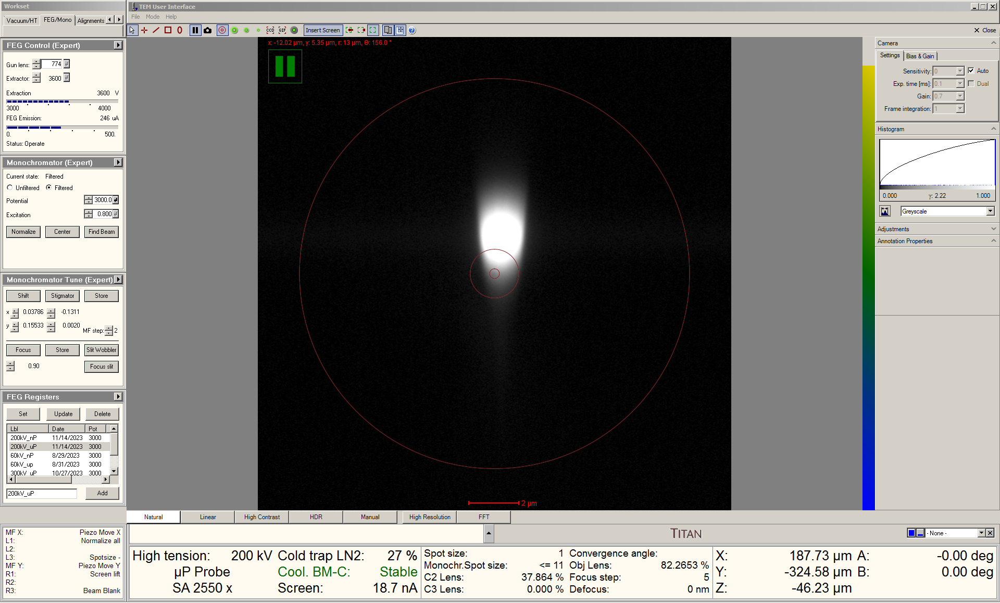 Workset
Vacuum/HT FEG/Mono Alignments
FEG Control (Expert)
Gun lens: 774
Extractor: 3600
Extraction 3600 V
3000 4000
FEG Emission: 246 uA
0. 500.
Status: Operate
Monochromator (Expert)
Current state: Filtered
Unfiltered Filtered
Potential 3000.0
Excitation 0.800
Normalize Center Find Beam
Monochromator Tune (Expert)
Shift Stigmator Store
x 0.03786 -0.1311
y 0.15533 0.0020
MF step: 2
Focus Store Slit Wobbler
0.90 Focus slit
FEG Registers
Set Update Delete
Lbl Date Pot
200kV_nP 11/14/2023 3000
200kV_uP 11/14/2023 3000
60kV_nP 8/29/2023 3000
60kV_up 8/31/2023 3000
300kV_uP 10/27/2023 3000
200kV_uP Add
MF X: Piezo Move X
L1: Normalize all
L2:
L3: Spotsize -
MF Y: Piezo Move Y
R1: Screen lift
R2:
R3: Beam Blank
TEM User Interface
File Mode Help
CCD GIF Insert Screen Close
x: -12.02 µm, y: 5.35 µm, r: 13 µm, Θ: 156.0 °
2 µm
Camera
Settings Bias & Gain
Sensitivity: 0 Auto
Exp. time [ms]: 0.1 Dual
Gain: 0.7
Frame integration: 1
Histogram
0.000 γ: 2.22 1.000
Greyscale
Adjustments
Annotation Properties
Natural Linear High Contrast HDR Manual High Resolution FFT
TITAN
- None -
High tension: 200 kV
µP Probe
SA 2550 x
Cold trap LN2: 27 %
Cool. BM-C: Stable
Screen: 18.7 nA
Spot size: 1
Monochr.Spot size: <= 11
C2 Lens: 37.864 %
C3 Lens: 0.000 %
Convergence angle:
Obj Lens: 82.2653 %
Focus step: 5
Defocus: 0 nm
X: 187.73 µm A: -0.00 deg
Y: -324.58 µm B: 0.00 deg
Z: -46.23 µm